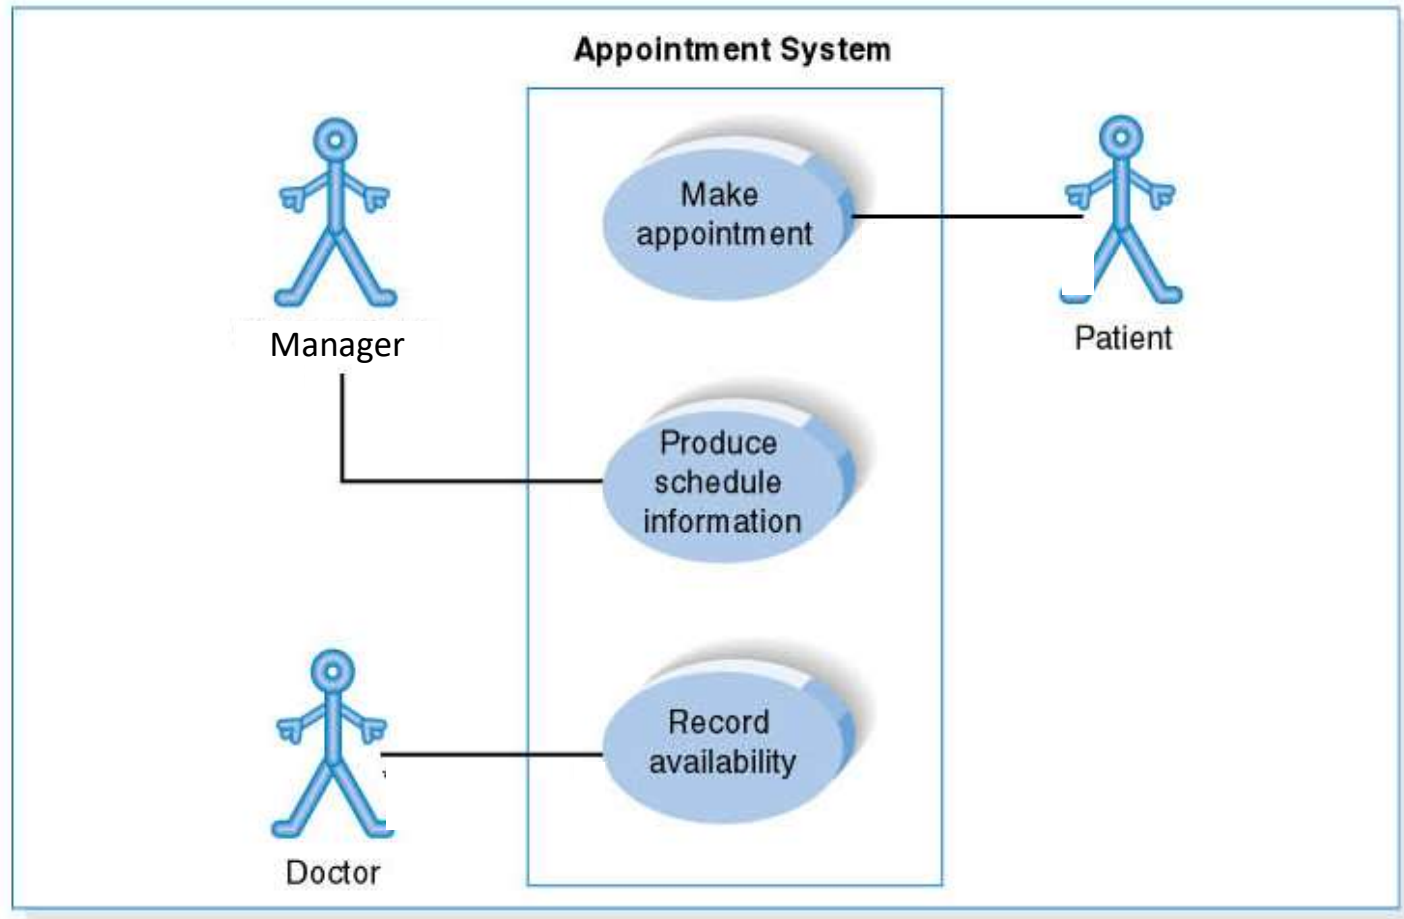 Appointment System
Make
appointment
Manager
Patient
Produce
schedule
information
Record
availability
Doctor